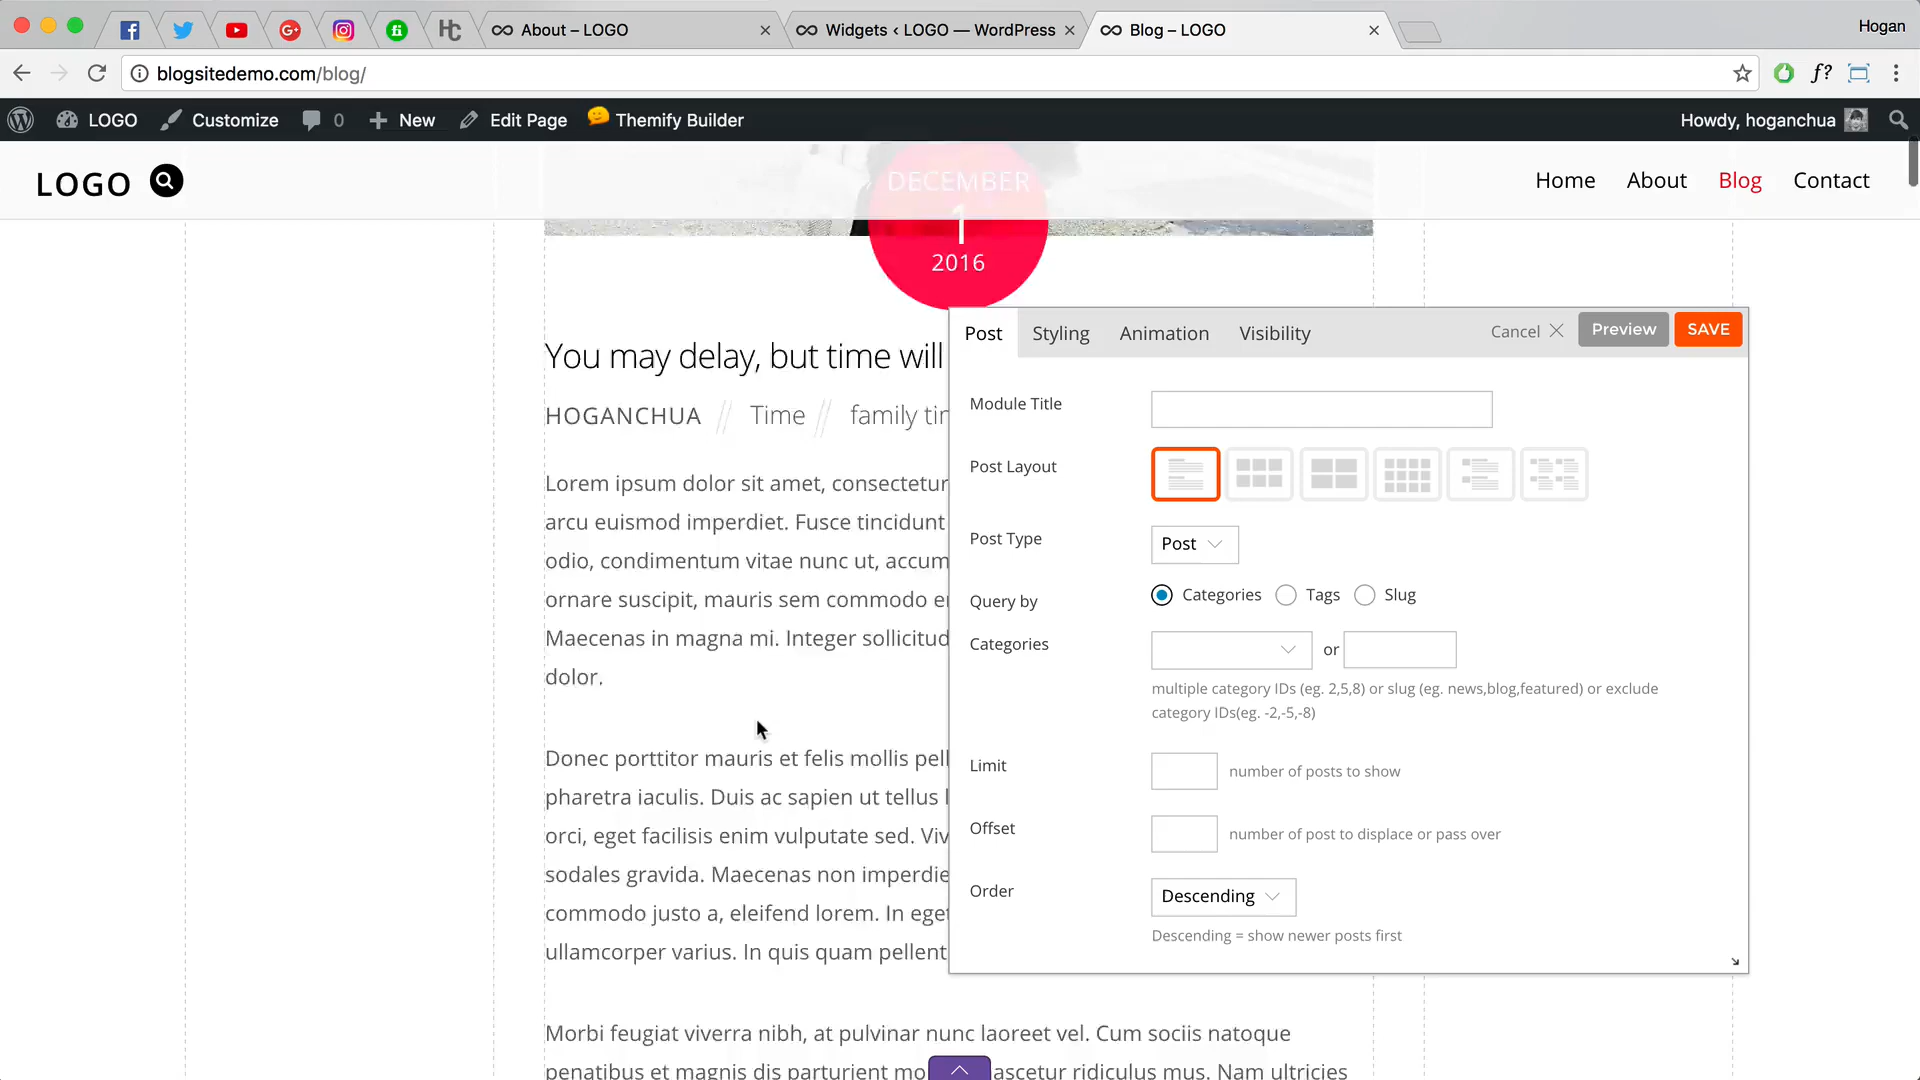 About – LOGO
Widgets ‹ LOGO — WordPress
Blog – LOGO
Hogan
blogsitedemo.com/blog/
f?
LOGO
Customize
0
New
Edit Page
Themify Builder
Howdy, hoganchua
LOGO
Home
About
Blog
Contact
DECEMBER
1
2016
You may delay, but time will
HOGANCHUA // Time // family
Lorem ipsum dolor sit amet, consectetur
arcu euismod imperdiet. Fusce tincidunt
odio, condimentum vitae nunc ut,
ornare suscipit, mauris sem commodo
Maecenas in magna mi. Integer
dolor.
Donec porttitor mauris et felis mollis
pharetra iaculis. Duis ac sapien ut tellus
orci, eget facilisis enim vulputate sed.
sodales gravida. Maecenas non
commodo justo a, eleifend lorem. In
ullamcorper varius. In quis quam
Morbi feugiat viverra nibh, at pulvinar nunc laoreet vel. Cum sociis natoque
penatibus et magnis dis parturient ascetur ridiculus mus. Nam ultricies
Post
Styling
Animation
Visibility
Cancel
Preview
SAVE
Module Title
Post Layout
Post Type
Post
Query by
Categories
Tags
Slug
Categories
or
multiple category IDs (eg. 2,5,8) or slug (eg. news,blog,featured) or exclude
category IDs(eg. -2,-5,-8)
Limit
number of posts to show
Offset
number of post to displace or pass over
Order
Descending
Descending = show newer posts first